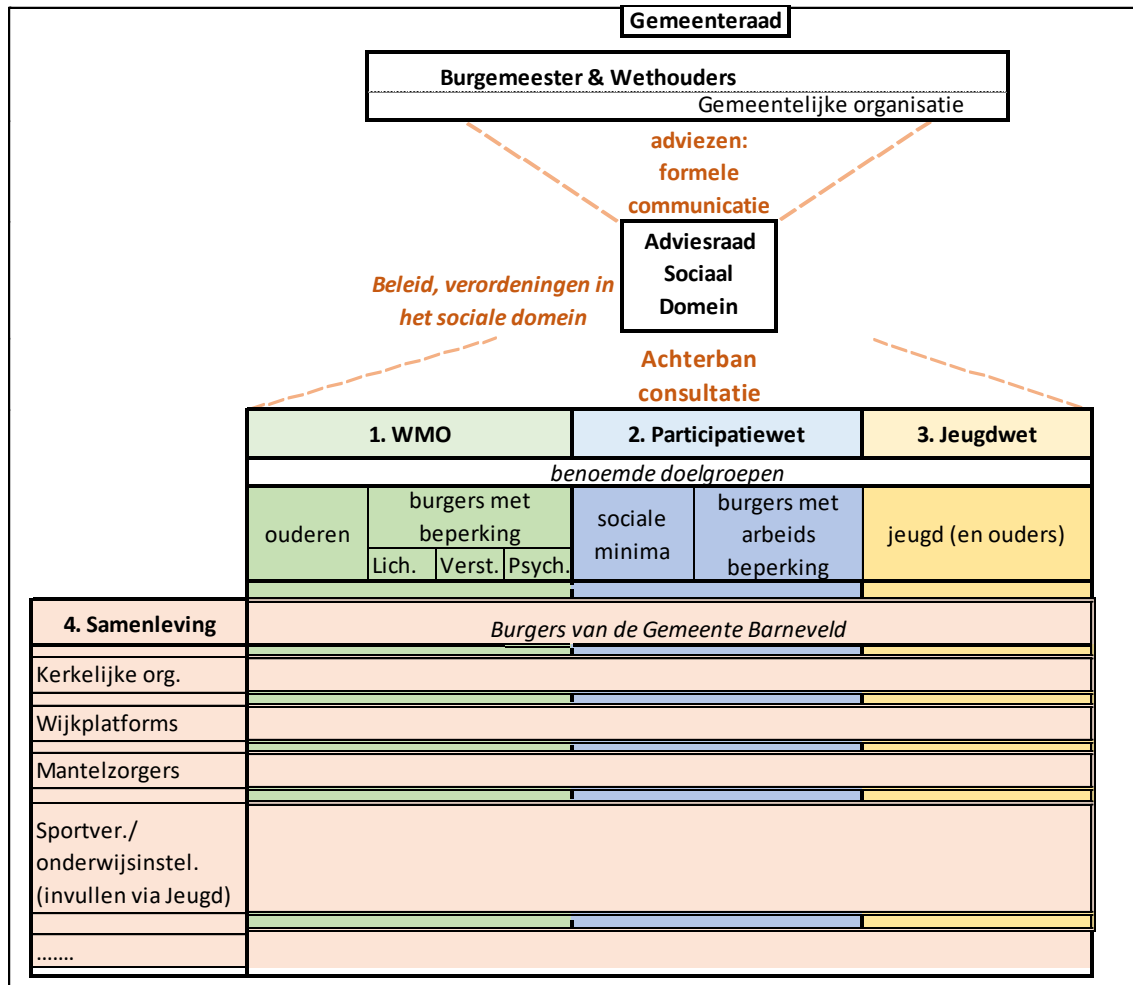 Gemeenteraad
Burgemeester & Wethouders
Gemeentelijke organisatie
adviezen:
formele
communicatie
Adviesraad
Sociaal
Domein
Beleid, verordeningen in
het sociale domein
Achterban
consultatie
1. WMO
2. Participatiewet
3. Jeugdwet
benoemde doelgroepen
ouderen
burgers met
beperking
Lich.
Verst.
Psych.
sociale
minima
burgers met
arbeids
beperking
jeugd (en ouders)
4. Samenleving
Burgers van de Gemeente Barneveld
Kerkelijke org.
Wijkplatforms
Mantelzorgers
Sportver./
onderwijsinstel.
(invullen via Jeugd)
.......